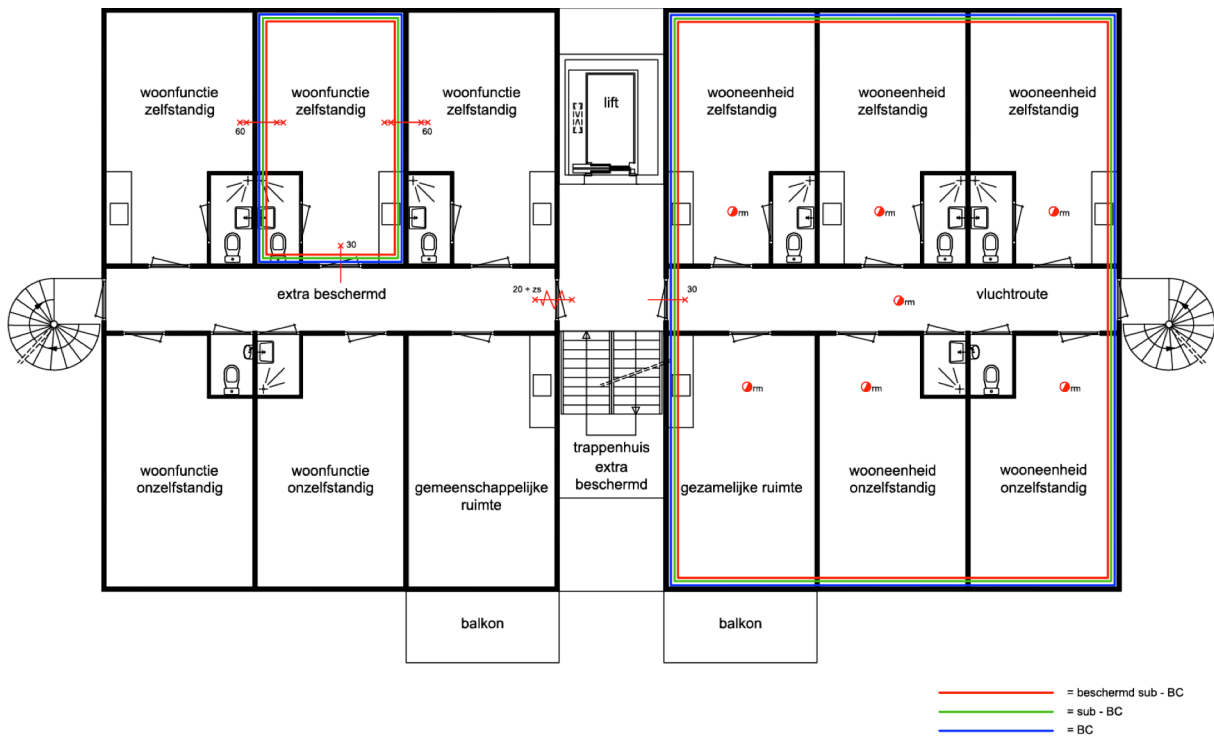 woonfunctie
zelfstandig
woonfunctie
zelfstandig
woonfunctie
zelfstandig
lift
wooneenheid
zelfstandig
wooneenheid
zelfstandig
wooneenheid
zelfstandig
60
60
rm
rm
rm
30
extra beschermd
20 + zs
30
rm
vluchtroute
rm
rm
rm
woonfunctie
onzelfstandig
woonfunctie
onzelfstandig
gemeenschappelijke
ruimte
trappenhuis
extra
beschermd
gezamelijke ruimte
wooneenheid
onzelfstandig
wooneenheid
onzelfstandig
balkon
balkon
= beschermd sub - BC
= sub - BC
= BC